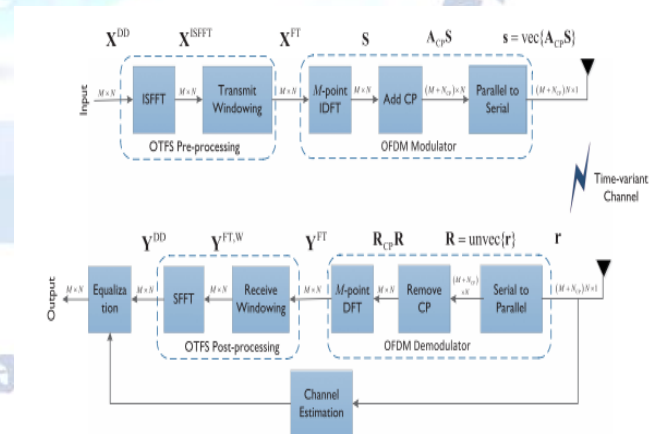 X^DD X^ISFFT X^FT S A_CP S s = vec{A_CP S}
Input
M×N
ISFFT
M×N
Transmit
Windowing
M×N
M-point
IDFT
M×N
Add CP
(M+N_CP)×N
Parallel to
Serial
(M+N_CP)N×1
OTFS Pre-processing
OFDM Modulator
Time-variant
Channel
Y^DD Y^FT,W Y^FT R_CP R R = unvec{r} r
Output
M×N
Equaliza
tion
M×N
SFFT
M×N
Receive
Windowing
M×N
M-point
DFT
M×N
Remove
CP
(M+N_CP)
×N
Serial to
Parallel
(M+N_CP)N×1
OTFS Post-processing
OFDM Demodulator
Channel
Estimation